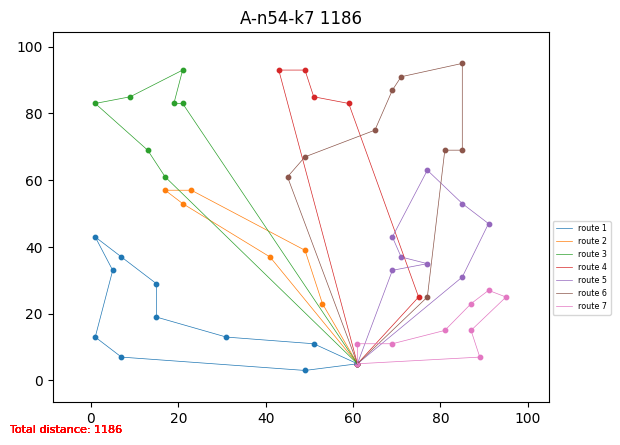 A-n54-k7 1186
100
80
60
40
20
0
0 20 40 60 80 100
route 1
route 2
route 3
route 4
route 5
route 6
route 7
Total distance: 1186